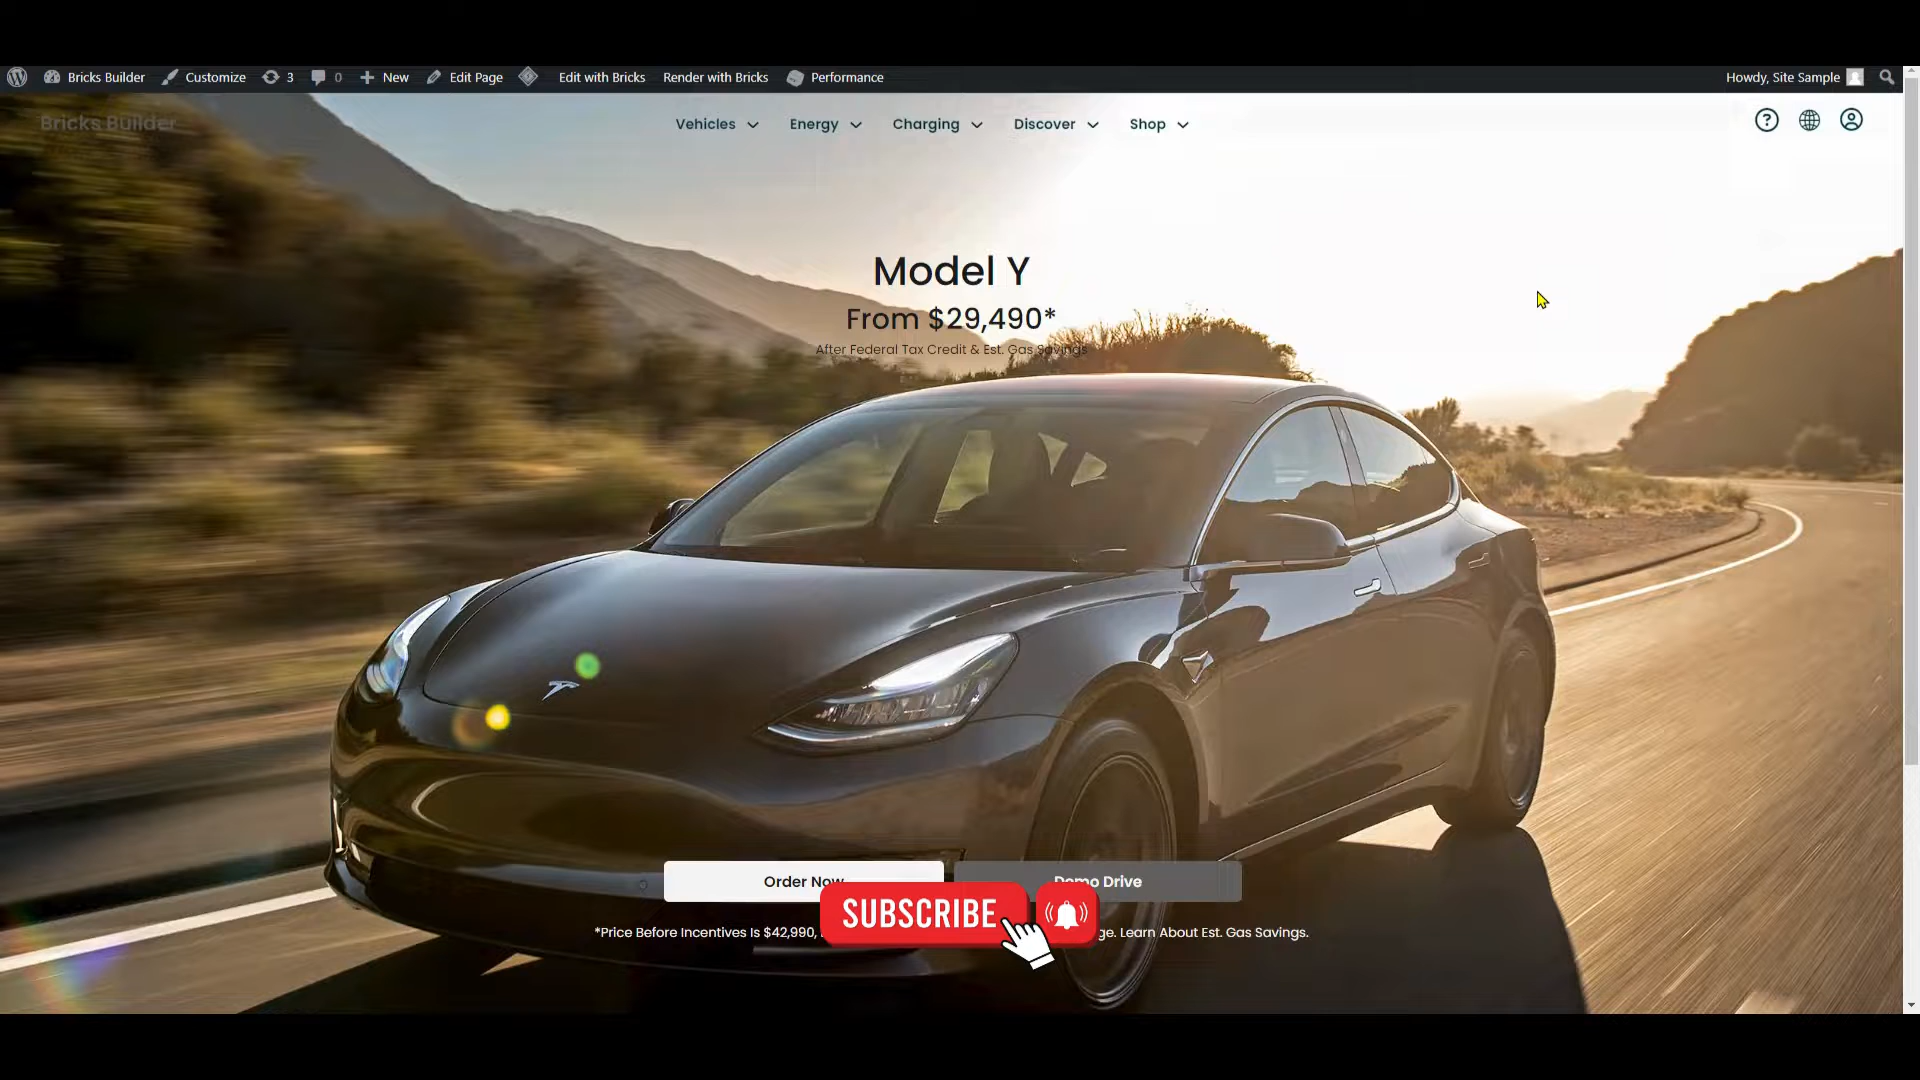 Bricks Builder Customize 3 0 New Edit Page Edit with Bricks Render with Bricks Performance Howdy, Site Sample
Bricks Builder Vehicles Energy Charging Discover Shop
Model Y
From $29,490*
After Federal Tax Credit & Est. Gas Savings
Order Now Demo Drive
SUBSCRIBE
*Price Before Incentives Is $42,990, ge. Learn About Est. Gas Savings.